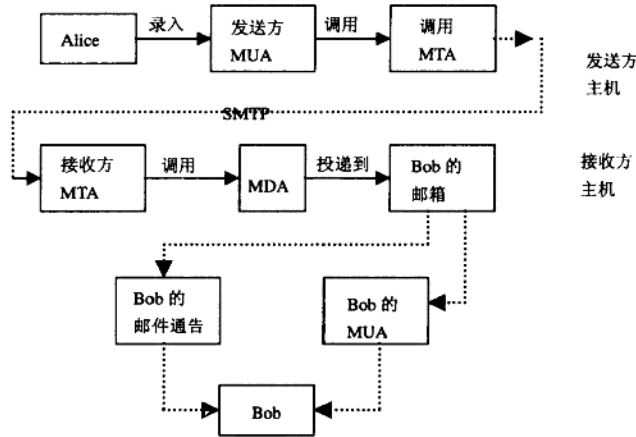 Alice
录入
发送方
MUA
调用
调用
MTA
发送方
主机
SMTP
接收方
MTA
调用
MDA
投递到
Bob 的
邮箱
接收方
主机
Bob 的
邮件通告
Bob 的
MUA
Bob